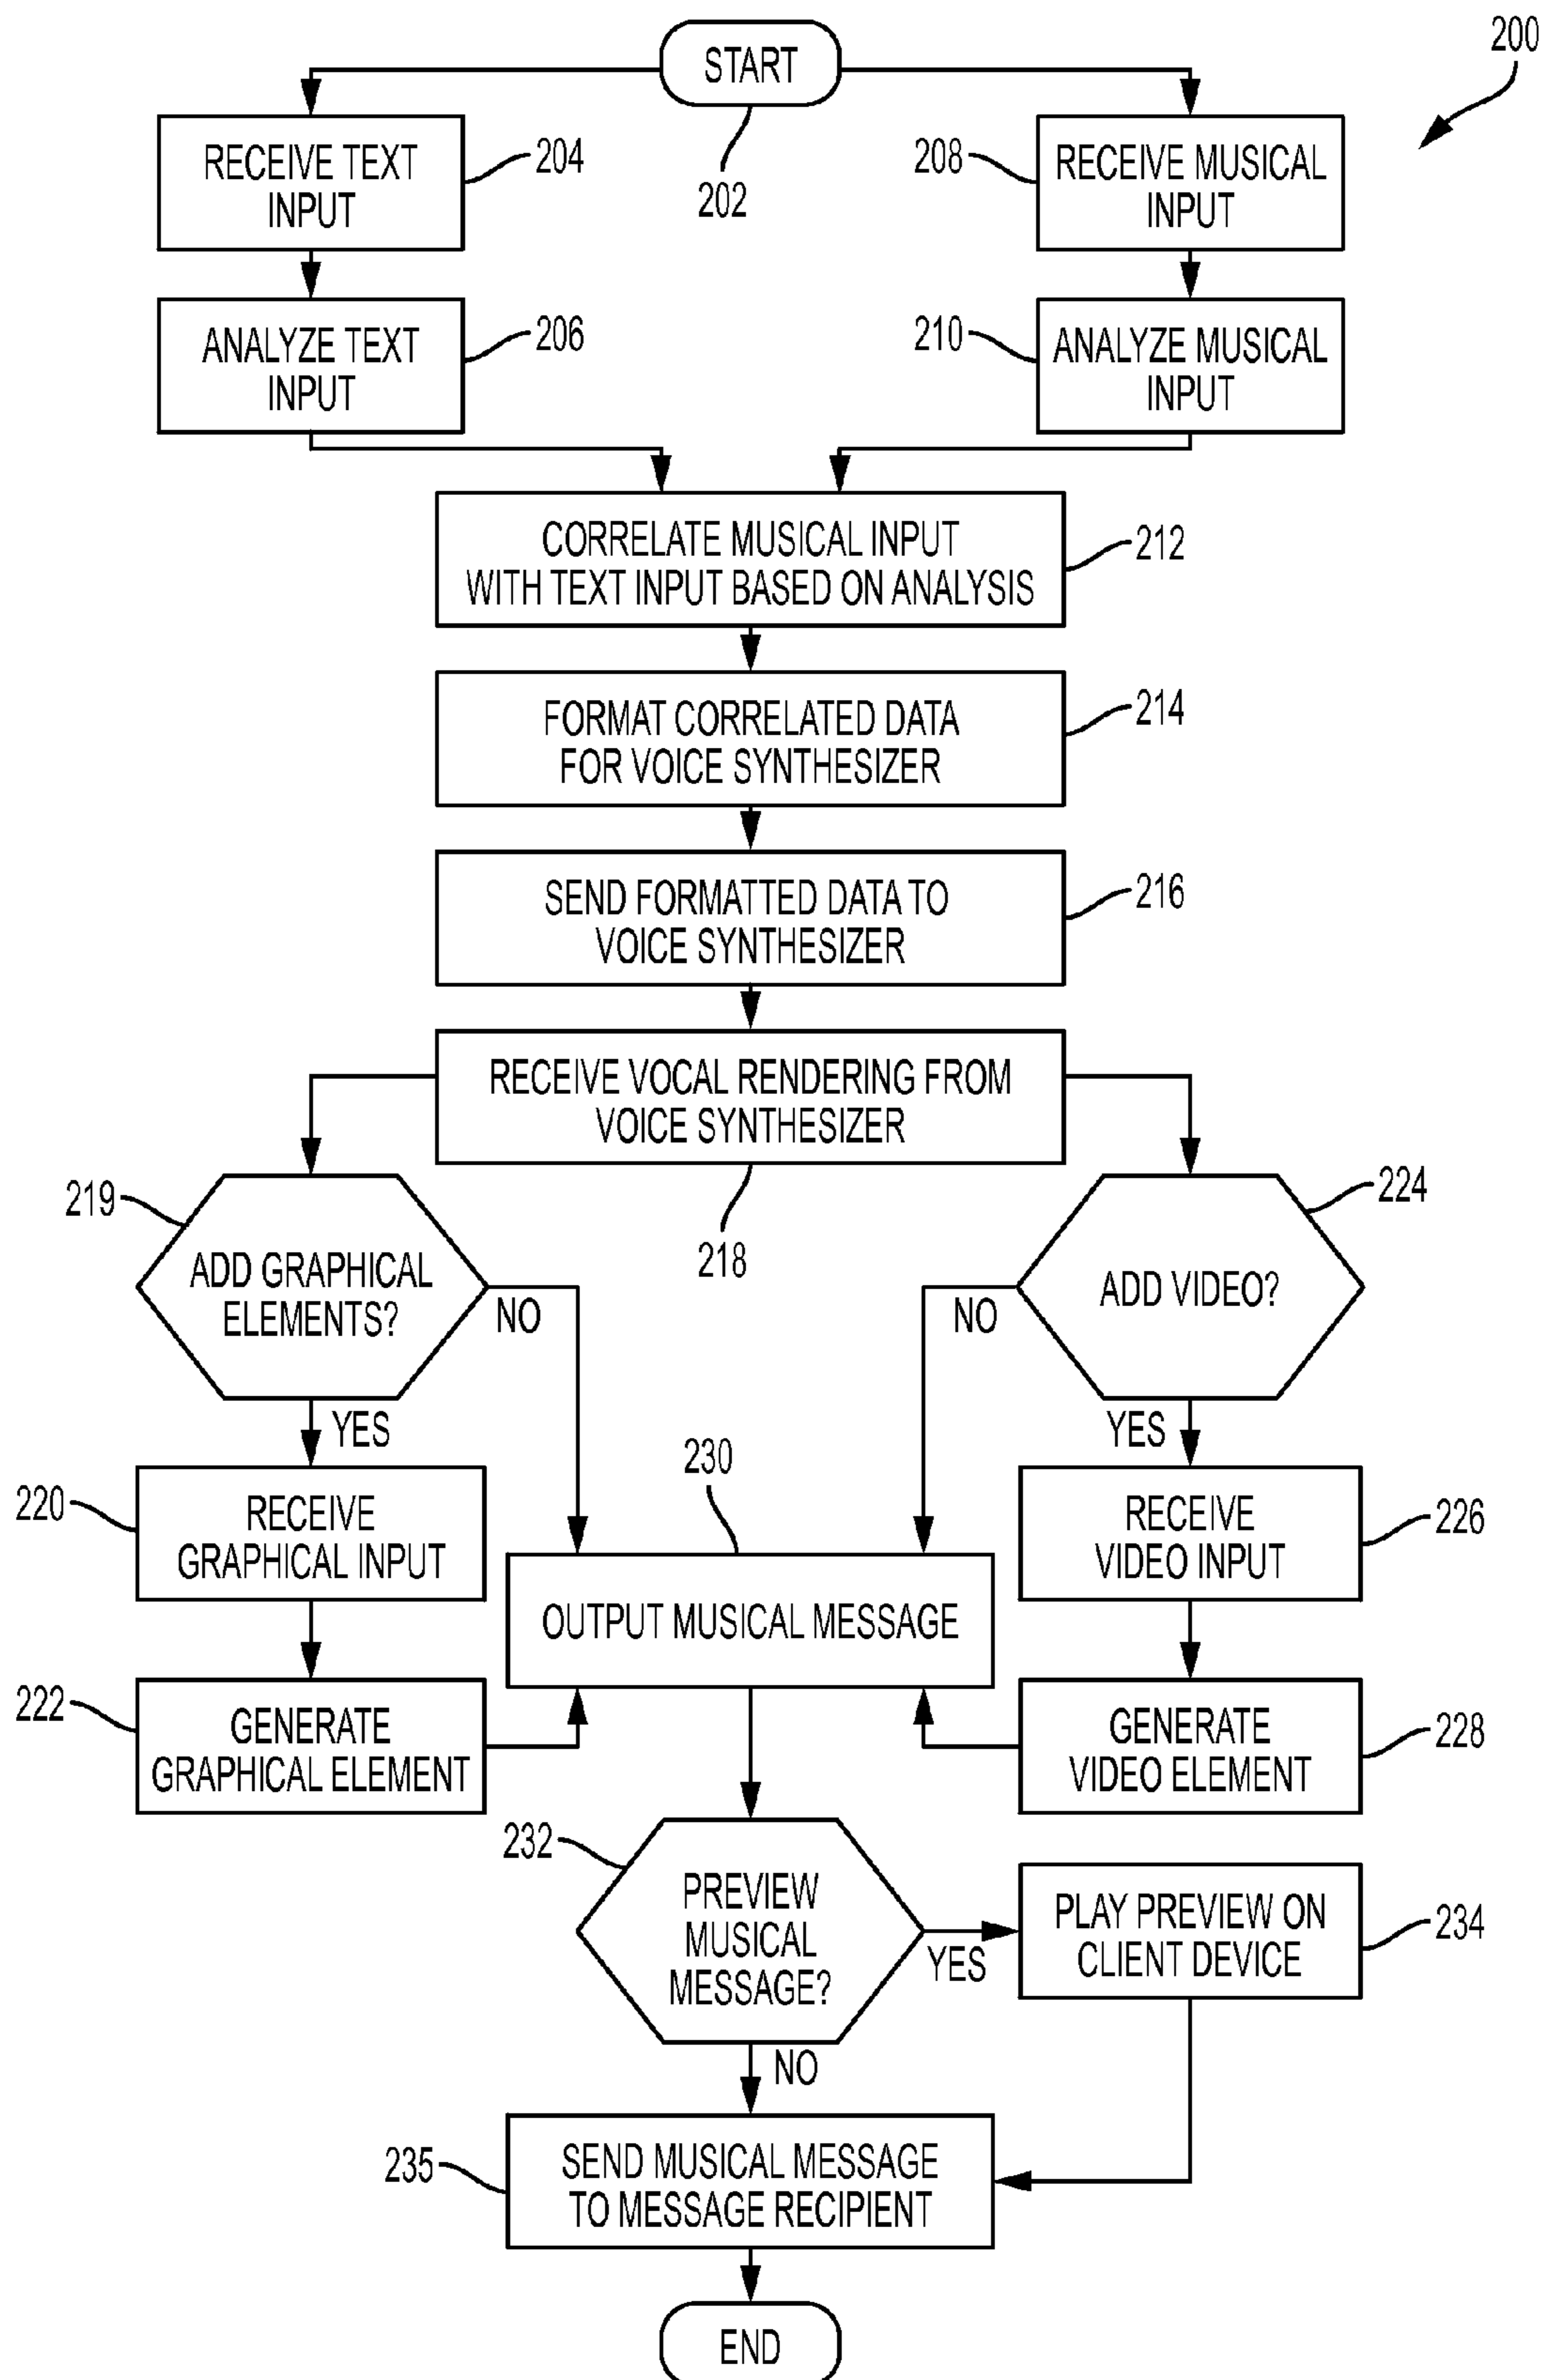 200
START
202
RECEIVE TEXT
INPUT
204
208
RECEIVE MUSICAL
INPUT
ANALYZE TEXT
INPUT
206
210
ANALYZE MUSICAL
INPUT
CORRELATE MUSICAL INPUT
WITH TEXT INPUT BASED ON ANALYSIS
212
FORMAT CORRELATED DATA
FOR VOICE SYNTHESIZER
214
SEND FORMATTED DATA TO
VOICE SYNTHESIZER
216
RECEIVE VOCAL RENDERING FROM
VOICE SYNTHESIZER
218
219
ADD GRAPHICAL
ELEMENTS?
NO
YES
224
ADD VIDEO?
NO
YES
220
RECEIVE
GRAPHICAL INPUT
230
OUTPUT MUSICAL MESSAGE
RECEIVE
VIDEO INPUT
226
222
GENERATE
GRAPHICAL ELEMENT
GENERATE
VIDEO ELEMENT
228
232
PREVIEW
MUSICAL
MESSAGE?
YES
NO
PLAY PREVIEW ON
CLIENT DEVICE
234
235
SEND MUSICAL MESSAGE
TO MESSAGE RECIPIENT
END